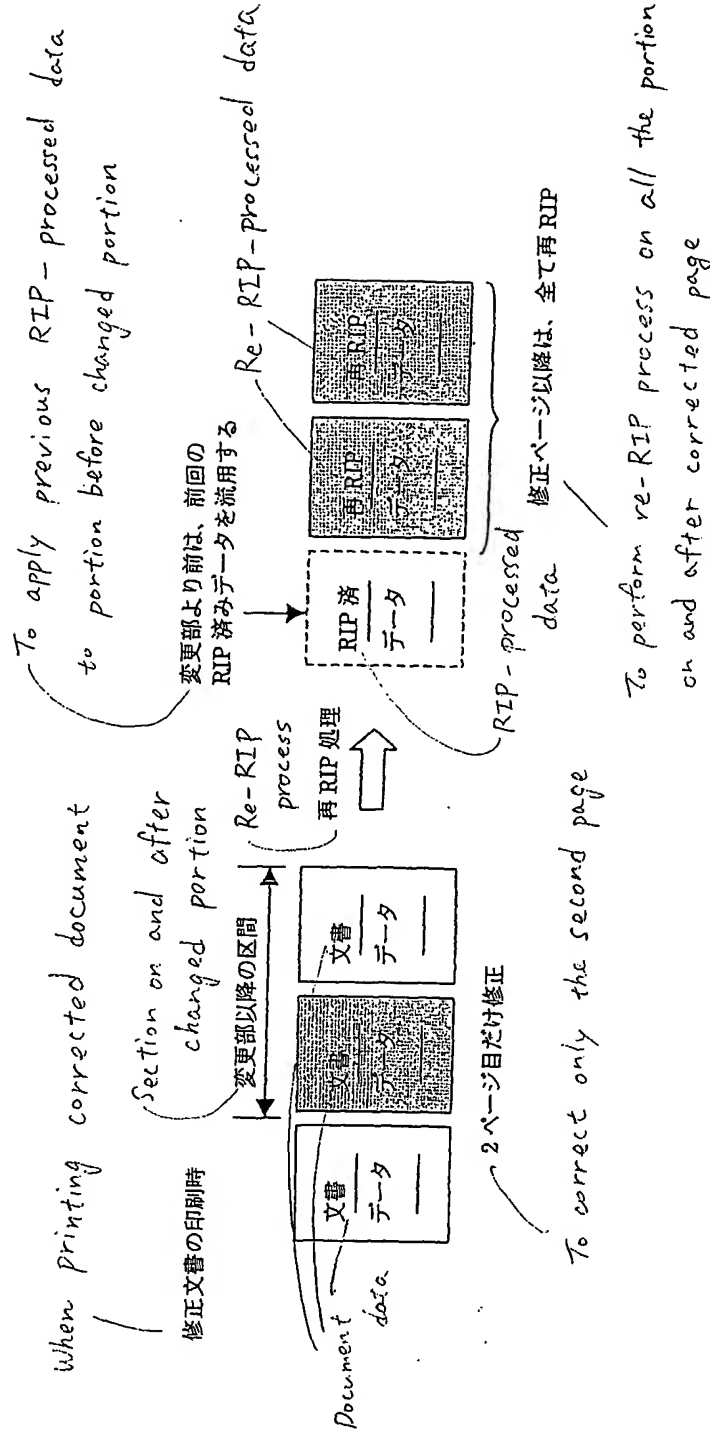 When printing corrected document
修正文書の印刷時
Section on and after
changed portion
変更部以降の区間
Document
data
文書
データ
文書
データ
文書
データ
2ページ目だけ修正
To correct only the second page
Re-RIP
process
再RIP処理
To apply previous RIP-processed data
to portion before changed portion
変更部より前は、前回の
RIP済みデータを流用する
Re-RIP-processed data
RIP済
データ
再RIP
データ
再RIP
データ
RIP-processed
data
修正ページ以降は、全て再RIP
To perform re-RIP process on all the portion
on and after corrected page